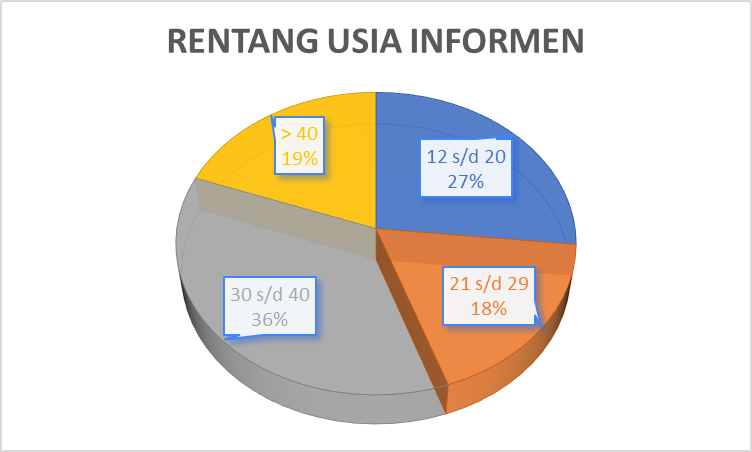 RENTANG USIA INFORMEN
> 40
19%
12 s/d 20
27%
21 s/d 29
18%
30 s/d 40
36%